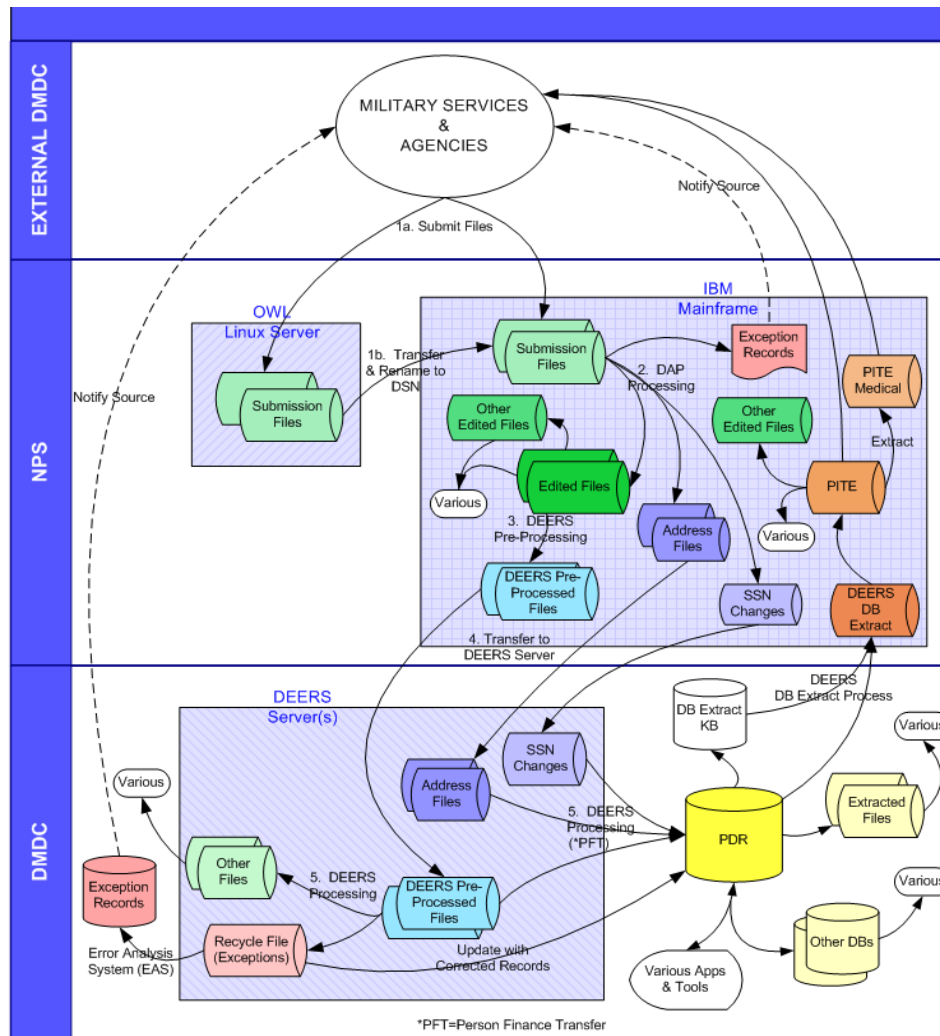 EXTERNAL DMDC
MILITARY SERVICES
&
AGENCIES
Notify Source
1a. Submit Files
NPS
OWL
Linux Server
Submission
Files
1b. Transfer
& Rename to
DSN
Notify Source
IBM
Mainframe
Submission
Files
Exception
Records
2. DAP
Processing
PITE
Medical
Other
Edited Files
Other
Edited Files
Extract
Edited Files
PITE
Various
Various
3. DEERS
Pre-Processing
Address
Files
DEERS Pre-
Processed
Files
SSN
Changes
DEERS
DB
Extract
4. Transfer to
DEERS Server
DMDC
DEERS
Server(s)
DEERS
DB Extract Process
DB Extract
KB
SSN
Changes
Various
Various
Address
Files
Extracted
Files
5. DEERS
Processing
(*PFT)
PDR
Other
Files
5. DEERS
Processing
DEERS Pre-
Processed
Files
Exception
Records
Various
Recycle File
(Exceptions)
Error Analysis
System (EAS)
Update with
Corrected Records
Other DBs
Various Apps
& Tools
*PFT=Person Finance Transfer